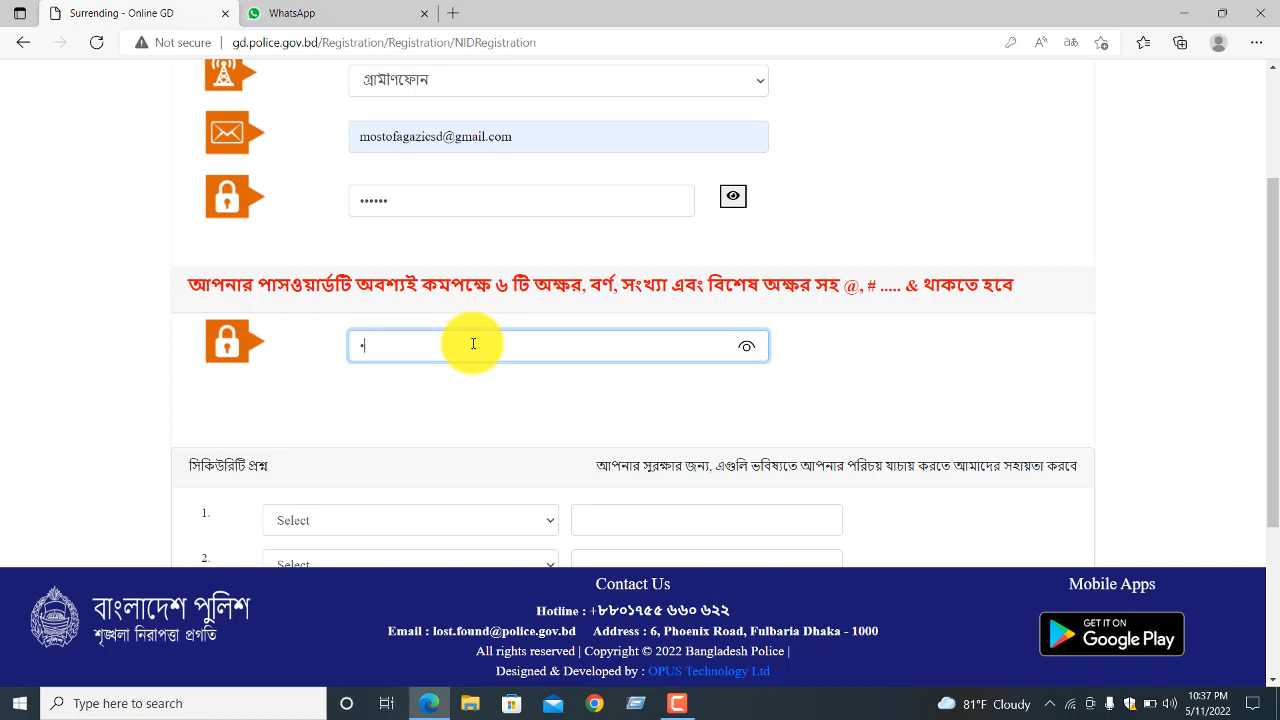 Surrending - Online GD
WhatsApp
Not secure | gd.police.gov.bd/Registration/Registration/NIDRegistration
গ্রামীণফোন
mostofagazicsd@gmail.com
••••••
আপনার পাসওয়ার্ডটি অবশ্যই কমপক্ষে ৬ টি অক্ষর, বর্ণ, সংখ্যা এবং বিশেষ অক্ষর সহ @, # ..... & থাকতে হবে
•
সিকিউরিটি প্রশ্ন আপনার সুরক্ষার জন্য, এগুলি ভবিষ্যতে আপনার পরিচয় যাচায় করতে আমাদের সহায়তা করবে
1. Select
2. Select
বাংলাদেশ পুলিশ
শৃঙ্খলা নিরাপত্তা প্রগতি
Contact Us
Hotline : +৮৮০১৭৫৫ ৬৬০ ৬২২
Email : lost.found@police.gov.bd Address : 6, Phoenix Road, Fulbaria Dhaka - 1000
All rights reserved | Copyright © 2022 Bangladesh Police |
Designed & Developed by : OPUS Technology Ltd
Mobile Apps
GET IT ON
Google Play
Type here to search
81°F Cloudy
10:37 PM
5/11/2022